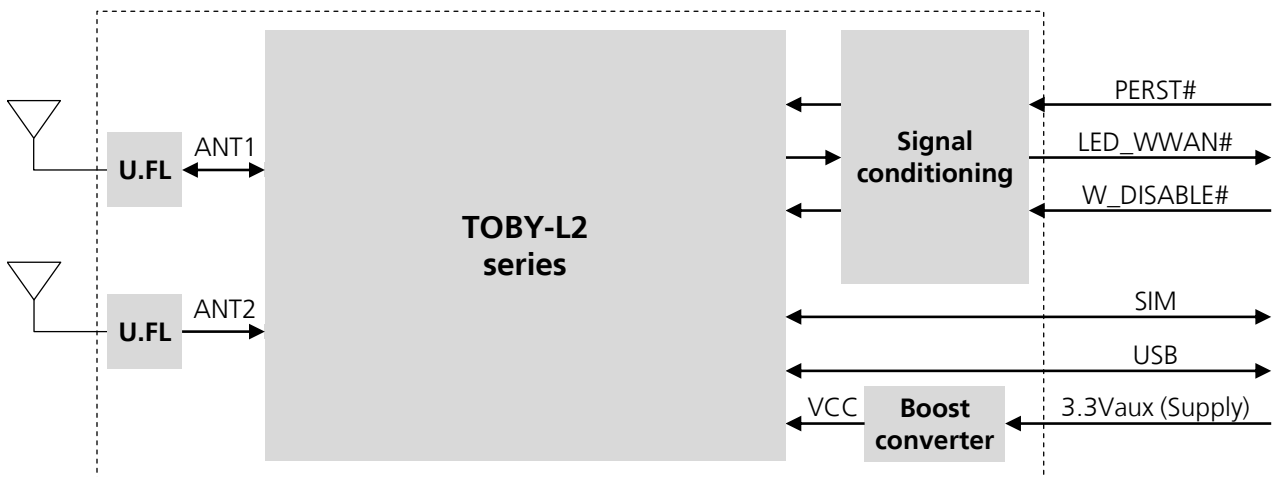 U.FL
ANT1
U.FL
ANT2
TOBY-L2
series
Signal
conditioning
PERST#
LED_WWAN#
W_DISABLE#
SIM
USB
VCC
Boost
converter
3.3Vaux (Supply)